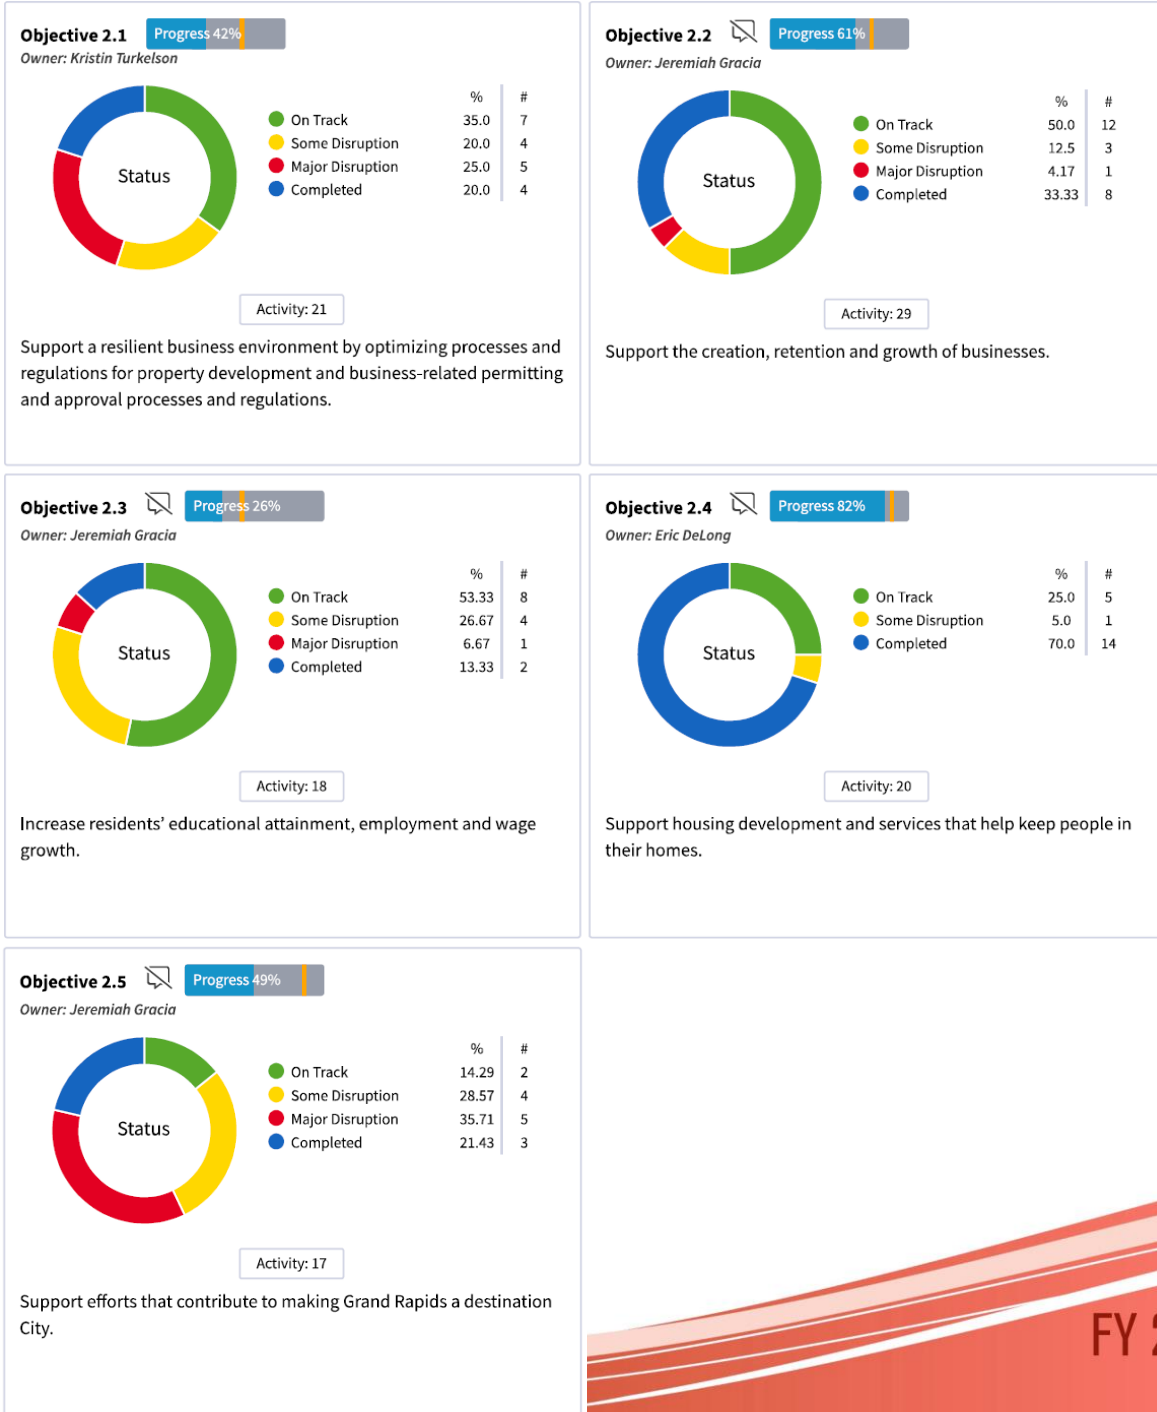 Objective 2.1 Progress 42%
Owner: Kristin Turkelson
% #
On Track 35.0 7
Some Disruption 20.0 4
Major Disruption 25.0 5
Completed 20.0 4
Status
Activity: 21
Support a resilient business environment by optimizing processes and
regulations for property development and business-related permitting
and approval processes and regulations.
Objective 2.2 Progress 61%
Owner: Jeremiah Gracia
% #
On Track 50.0 12
Some Disruption 12.5 3
Major Disruption 4.17 1
Completed 33.33 8
Status
Activity: 29
Support the creation, retention and growth of businesses.
Objective 2.3 Progress 26%
Owner: Jeremiah Gracia
% #
On Track 53.33 8
Some Disruption 26.67 4
Major Disruption 6.67 1
Completed 13.33 2
Status
Activity: 18
Increase residents’ educational attainment, employment and wage
growth.
Objective 2.4 Progress 82%
Owner: Eric DeLong
% #
On Track 25.0 5
Some Disruption 5.0 1
Completed 70.0 14
Status
Activity: 20
Support housing development and services that help keep people in
their homes.
Objective 2.5 Progress 49%
Owner: Jeremiah Gracia
% #
On Track 14.29 2
Some Disruption 28.57 4
Major Disruption 35.71 5
Completed 21.43 3
Status
Activity: 17
Support efforts that contribute to making Grand Rapids a destination
City.
FY